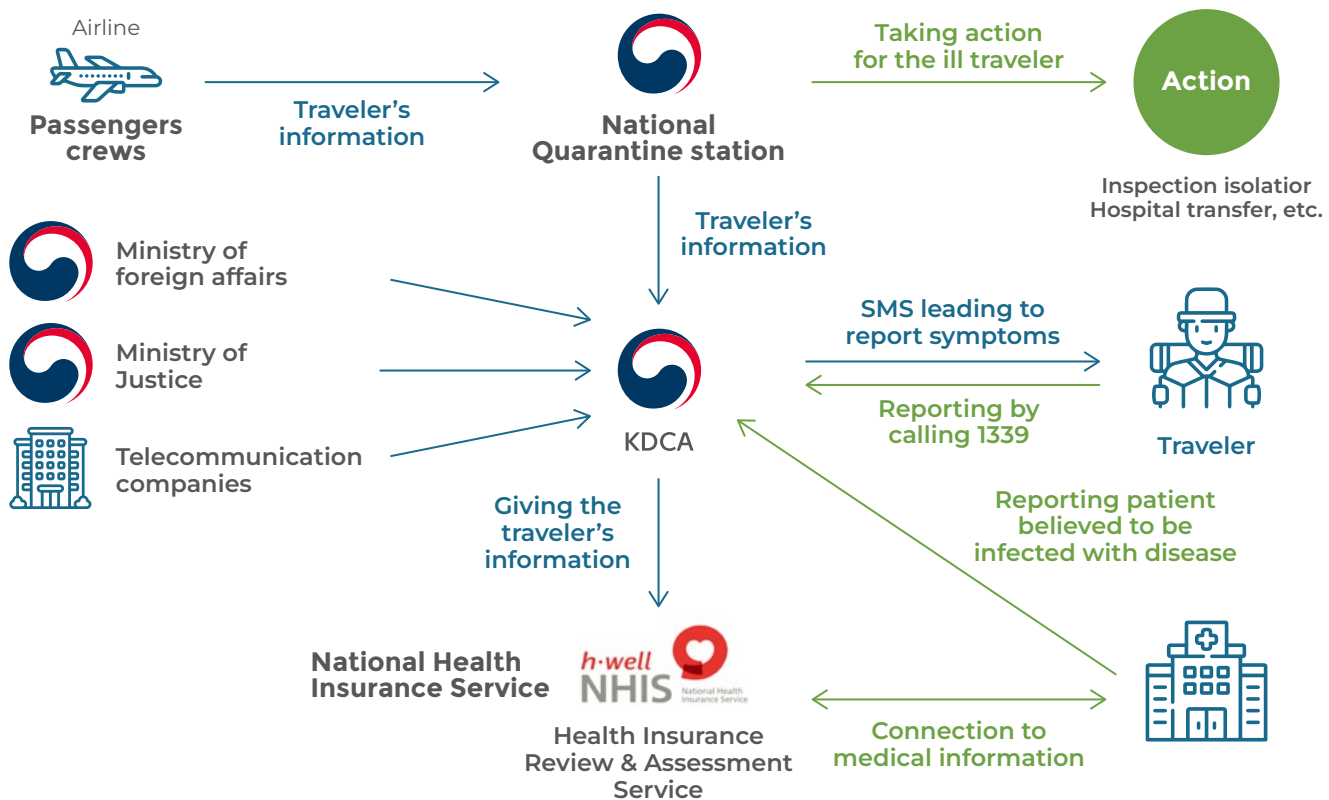 Airline
Passengers
crews
Traveler's
information
National
Quarantine station
Taking action
for the ill traveler
Action
Inspection isolatior
Hospital transfer, etc.
Traveler's
information
Ministry of
foreign affairs
Ministry of
Justice
Telecommunication
companies
KDCA
SMS leading to
report symptoms
Reporting by
calling 1339
Traveler
Giving the
traveler's
information
Reporting patient
believed to be
infected with disease
National Health
Insurance Service
h·well
NHIS
National Health
Insurance Service
Health Insurance
Review & Assessment
Service
Connection to
medical information